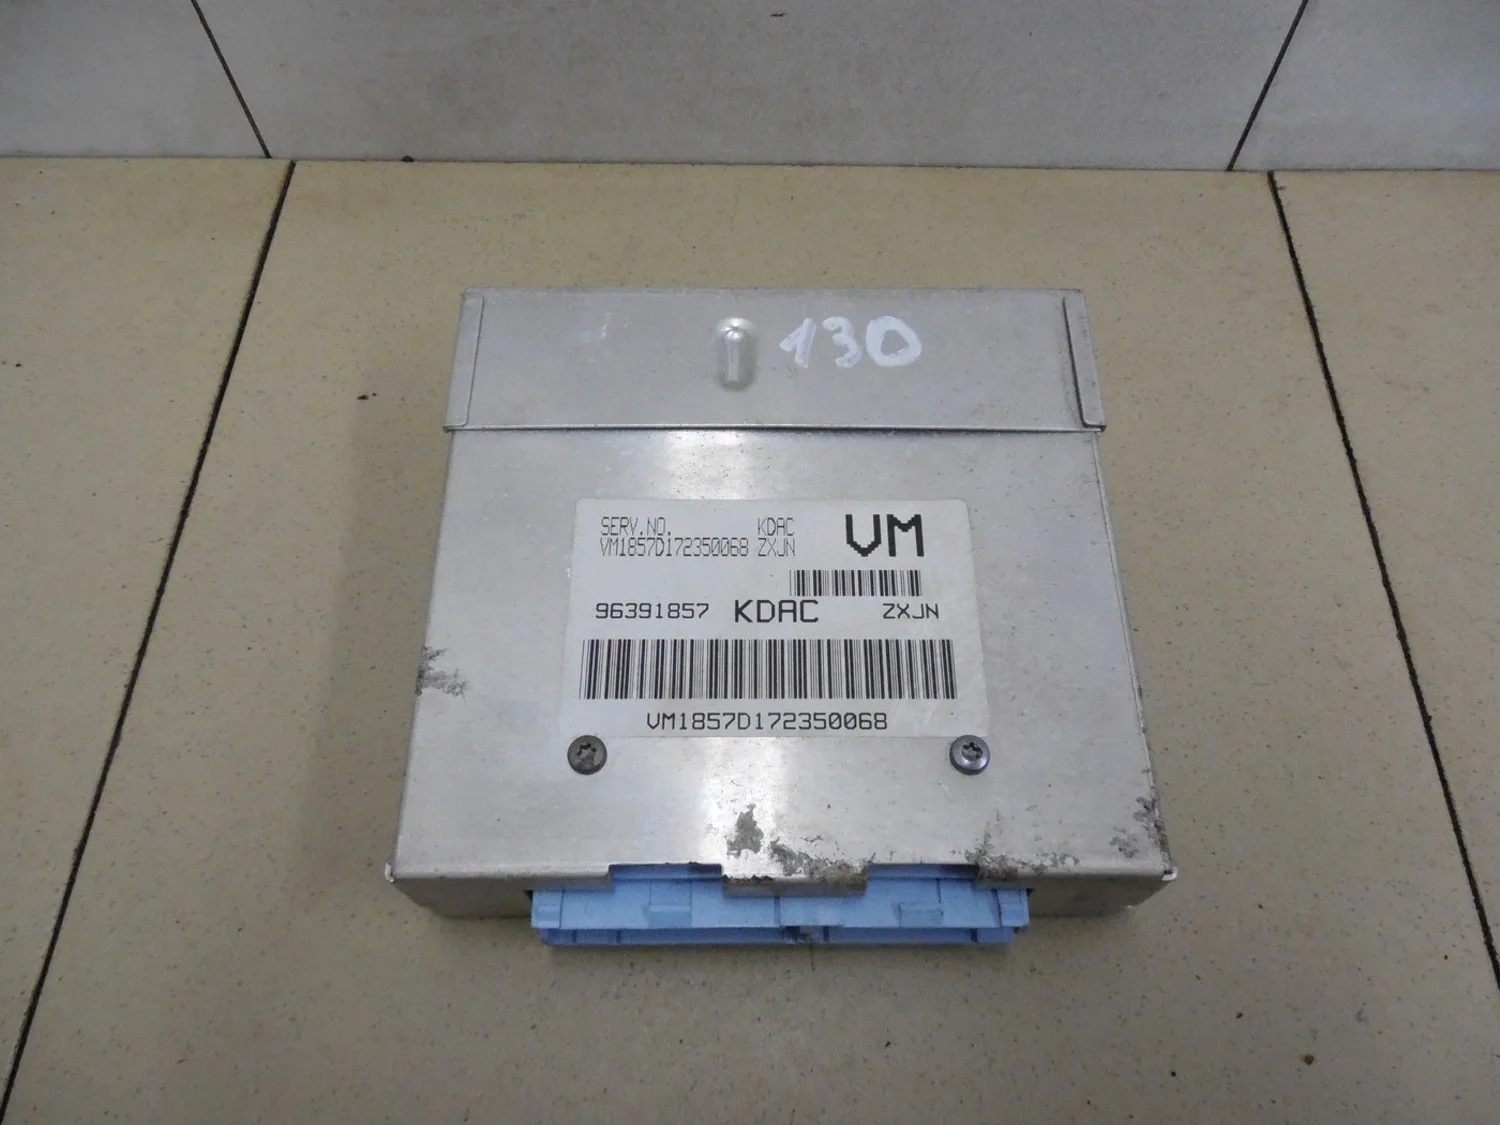 130
SERV.NO. KDAC VM
VM1857D172350068 ZXJN
96391857 KDAC ZXJN
VM1857D172350068